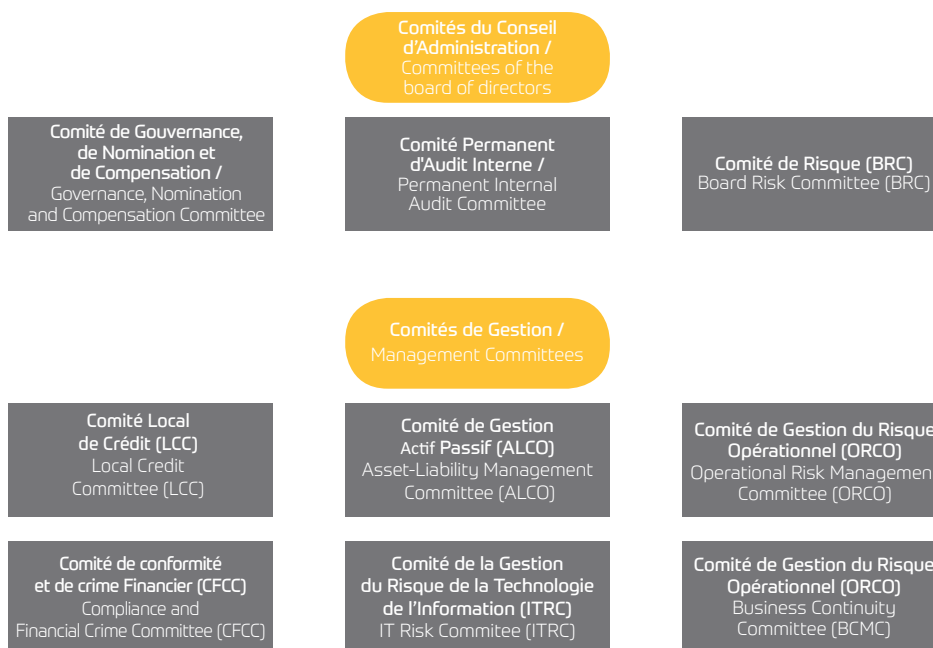 Comités du Conseil
d'Administration /
Committees of the
board of directors
Comité de Gouvernance,
de Nomination et
de Compensation /
Governance, Nomination
and Compensation Committee
Comité Permanent
d'Audit Interne /
Permanent Internal
Audit Committee
Comité de Risque (BRC)
Board Risk Committee (BRC)
Comités de Gestion /
Management Committees
Comité Local
de Crédit (LCC)
Local Credit
Committee (LCC)
Comité de Gestion
Actif Passif (ALCO)
Asset-Liability Management
Committee (ALCO)
Comité de Gestion du Risque
Opérationnel (ORCO)
Operational Risk Managemen
Committee (ORCO)
Comité de conformité
et de crime Financier (CFCC)
Compliance and
Financial Crime Committee (CFCC)
Comité de la Gestion
du Risque de la Technologie
de l'Information (ITRC)
IT Risk Commitee (ITRC)
Comité de Gestion du Risque
Opérationnel (ORCO)
Business Continuity
Committee (BCMC)